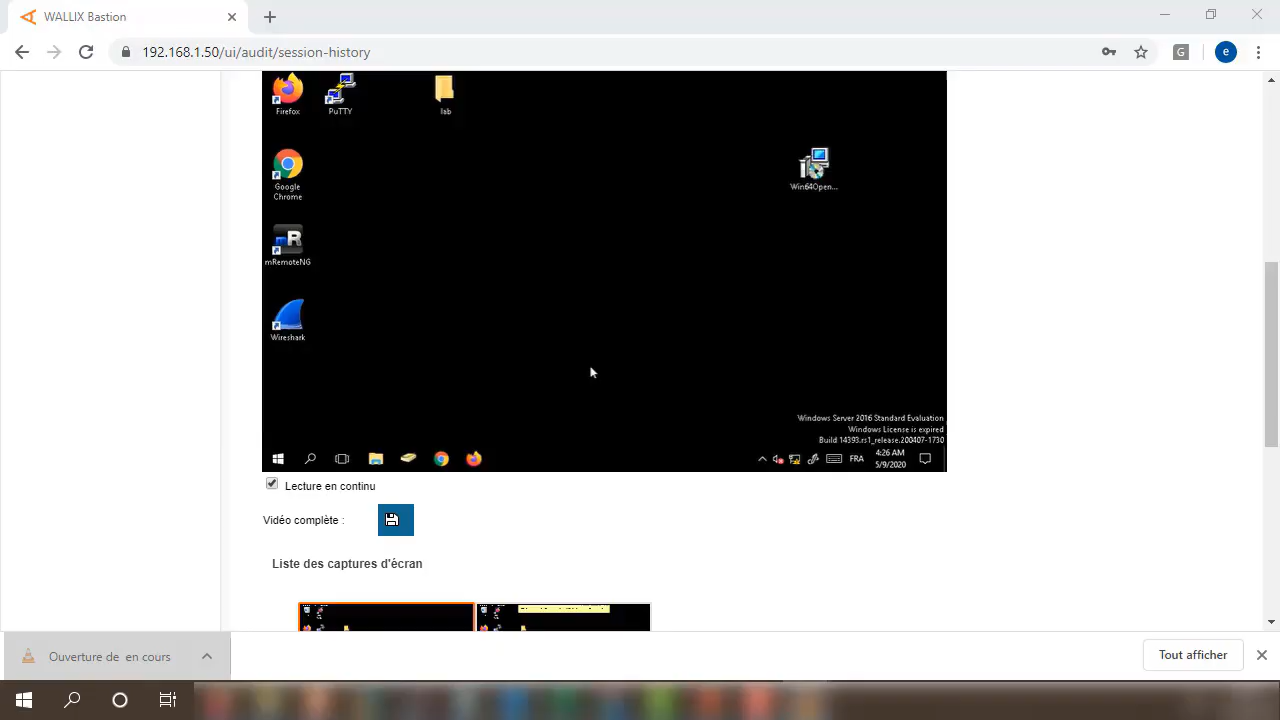 WALLIX Bastion
192.168.1.50/ui/audit/session-history
G
e
Firefox
PuTTY
lab
Google
Chrome
Win64Open...
mRemoteNG
Wireshark
Windows Server 2016 Standard Evaluation
Windows License is expired
Build 14393.rs1_release.200407-1730
FRA
4:26 AM
5/9/2020
Lecture en continu
Vidéo complète :
Liste des captures d'écran
Ouverture de en cours
Tout afficher